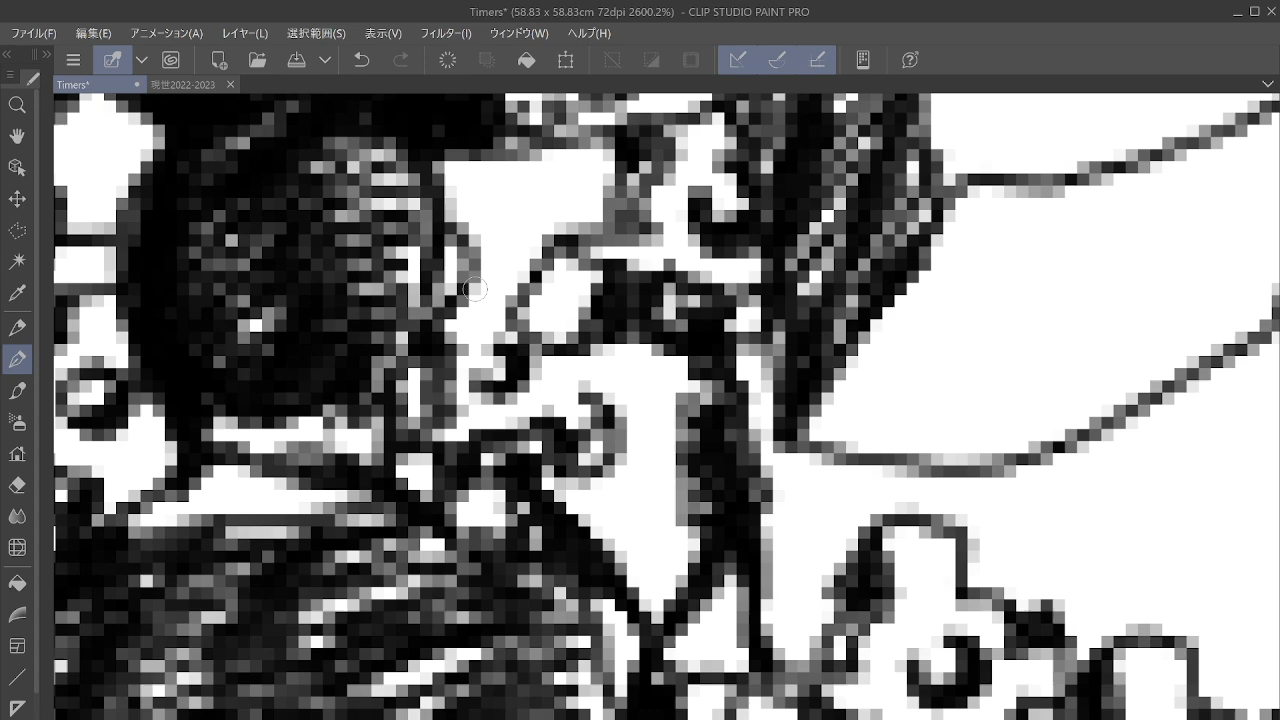 Timers* (58.83 x 58.83cm 72dpi 2600.2%) - CLIP STUDIO PAINT PRO
ファイル(F) 編集(E) アニメーション(A) レイヤー(L) 選択範囲(S) 表示(V) フィルター(I) ウィンドウ(W) ヘルプ(H)
Timers* 現世2022-2023